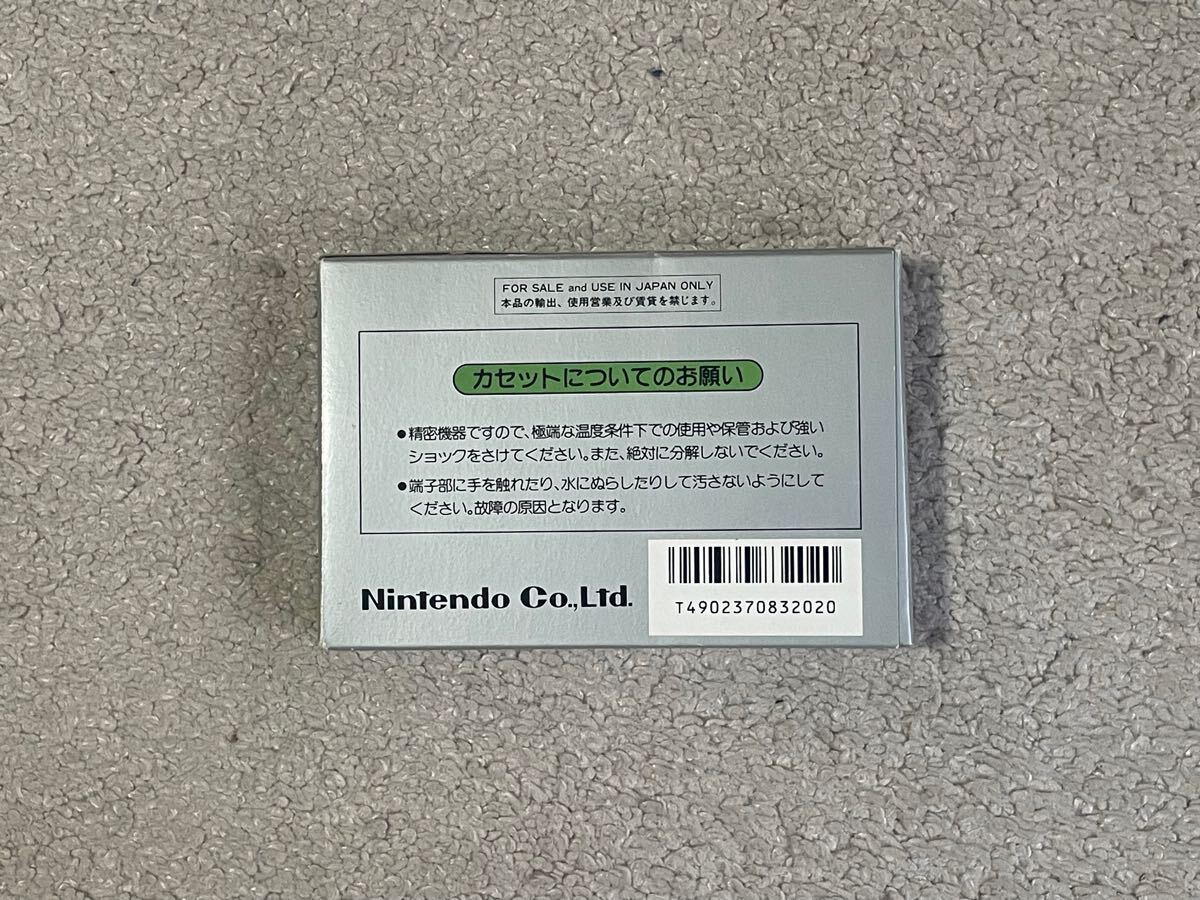 FOR SALE and USE IN JAPAN ONLY
本品の輸出、使用営業及び賃貸を禁じます。
カセットについてのお願い
●精密機器ですので、極端な温度条件下での使用や保管および強い
ショックをさけてください。また、絶対に分解しないでください。
●端子部に手を触れたり、水にぬらしたりして汚さないようにして
ください。故障の原因となります。
Nintendo Co.,Ltd.
T4902370832020